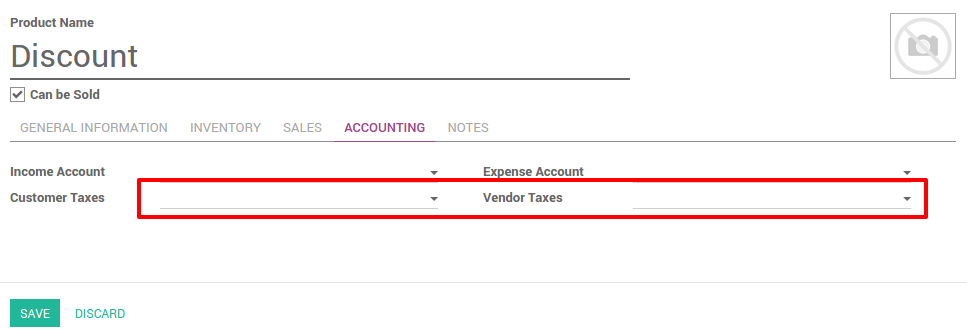 Product Name
Discount
Can be Sold
GENERAL INFORMATION INVENTORY SALES ACCOUNTING NOTES
Income Account Expense Account
Customer Taxes Vendor Taxes
SAVE DISCARD